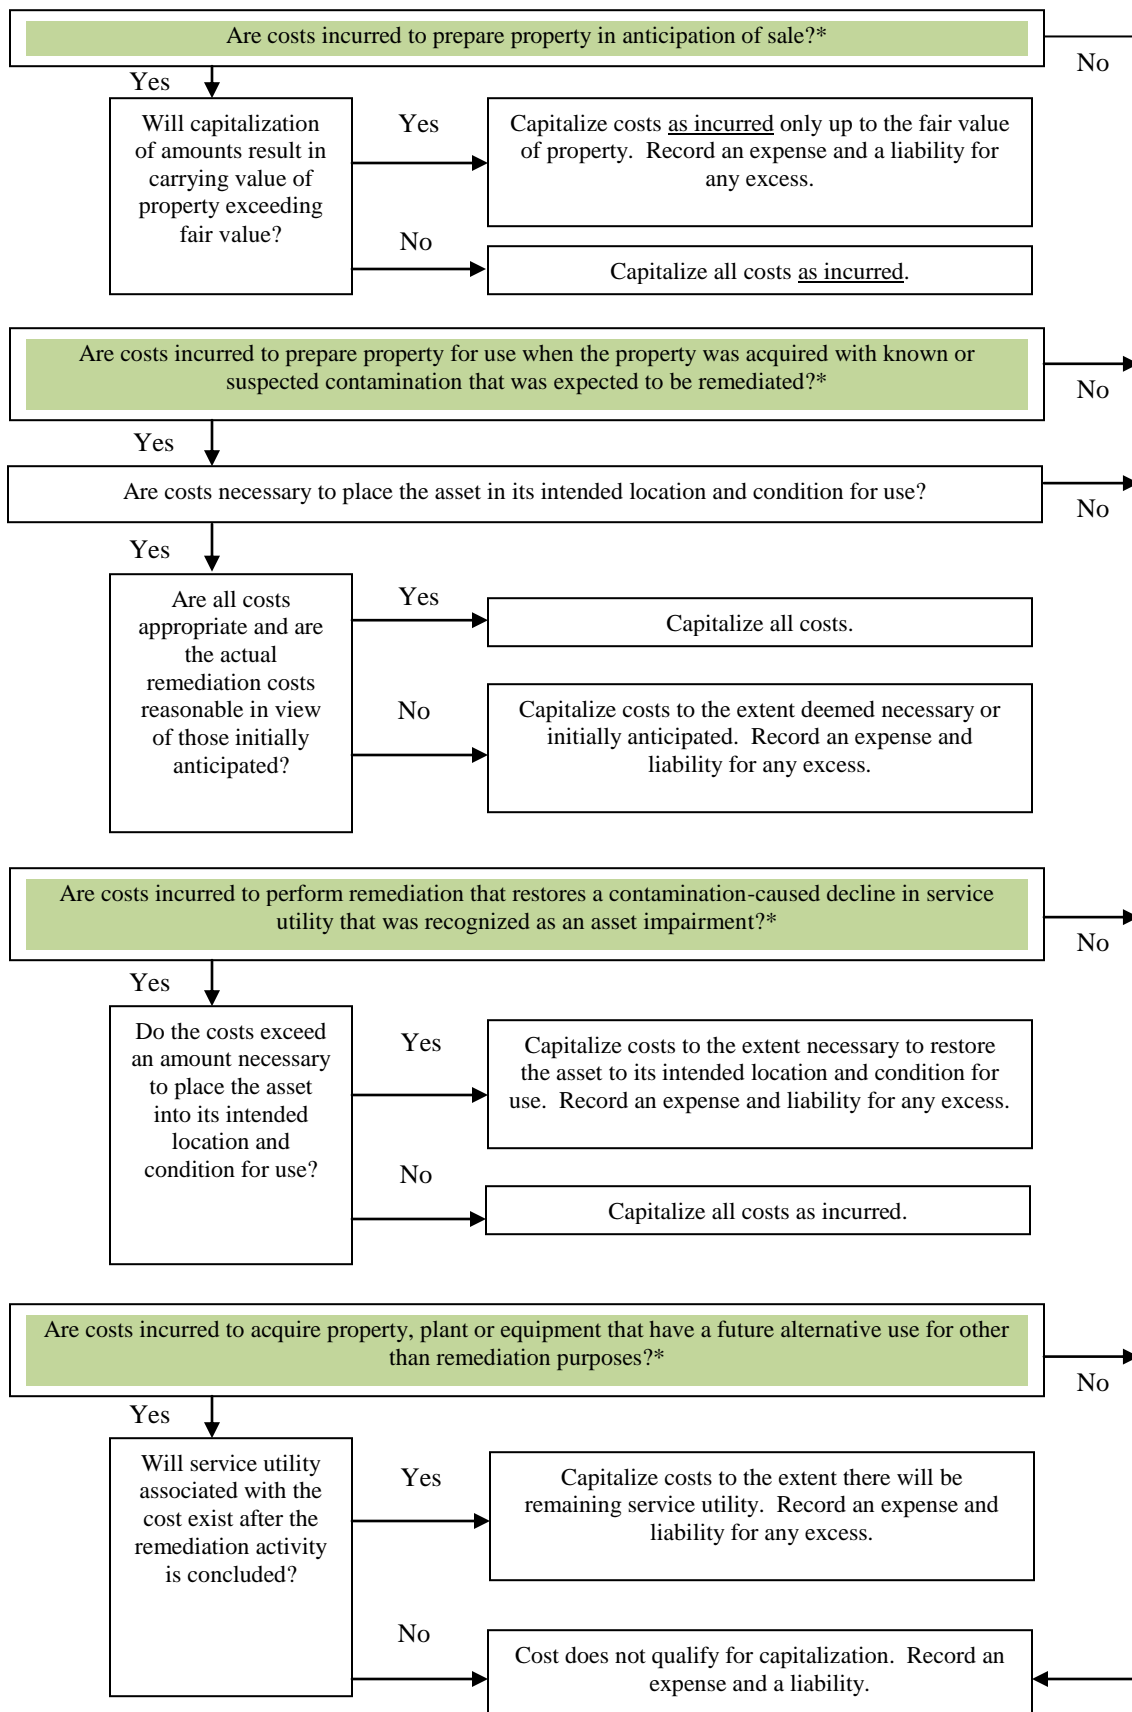 Are costs incurred to prepare property in anticipation of sale?*
No
Yes
Will capitalization
of amounts result in
carrying value of
property exceeding
fair value?
Yes
Capitalize costs as incurred only up to the fair value
of property.  Record an expense and a liability for
any excess.
No
Capitalize all costs as incurred.
Are costs incurred to prepare property for use when the property was acquired with known or
suspected contamination that was expected to be remediated?*
No
Yes
Are costs necessary to place the asset in its intended location and condition for use?
No
Yes
Are all costs
appropriate and are
the actual
remediation costs
reasonable in view
of those initially
anticipated?
Yes
Capitalize all costs.
No
Capitalize costs to the extent deemed necessary or
initially anticipated.  Record an expense and
liability for any excess.
Are costs incurred to perform remediation that restores a contamination-caused decline in service
utility that was recognized as an asset impairment?*
No
Yes
Do the costs exceed
an amount necessary
to place the asset
into its intended
location and
condition for use?
Yes
Capitalize costs to the extent necessary to restore
the asset to its intended location and condition for
use.  Record an expense and liability for any excess.
No
Capitalize all costs as incurred.
Are costs incurred to acquire property, plant or equipment that have a future alternative use for other
than remediation purposes?*
No
Yes
Will service utility
associated with the
cost exist after the
remediation activity
is concluded?
Yes
Capitalize costs to the extent there will be
remaining service utility.  Record an expense and
liability for any excess.
No
Cost does not qualify for capitalization.  Record an
expense and a liability.